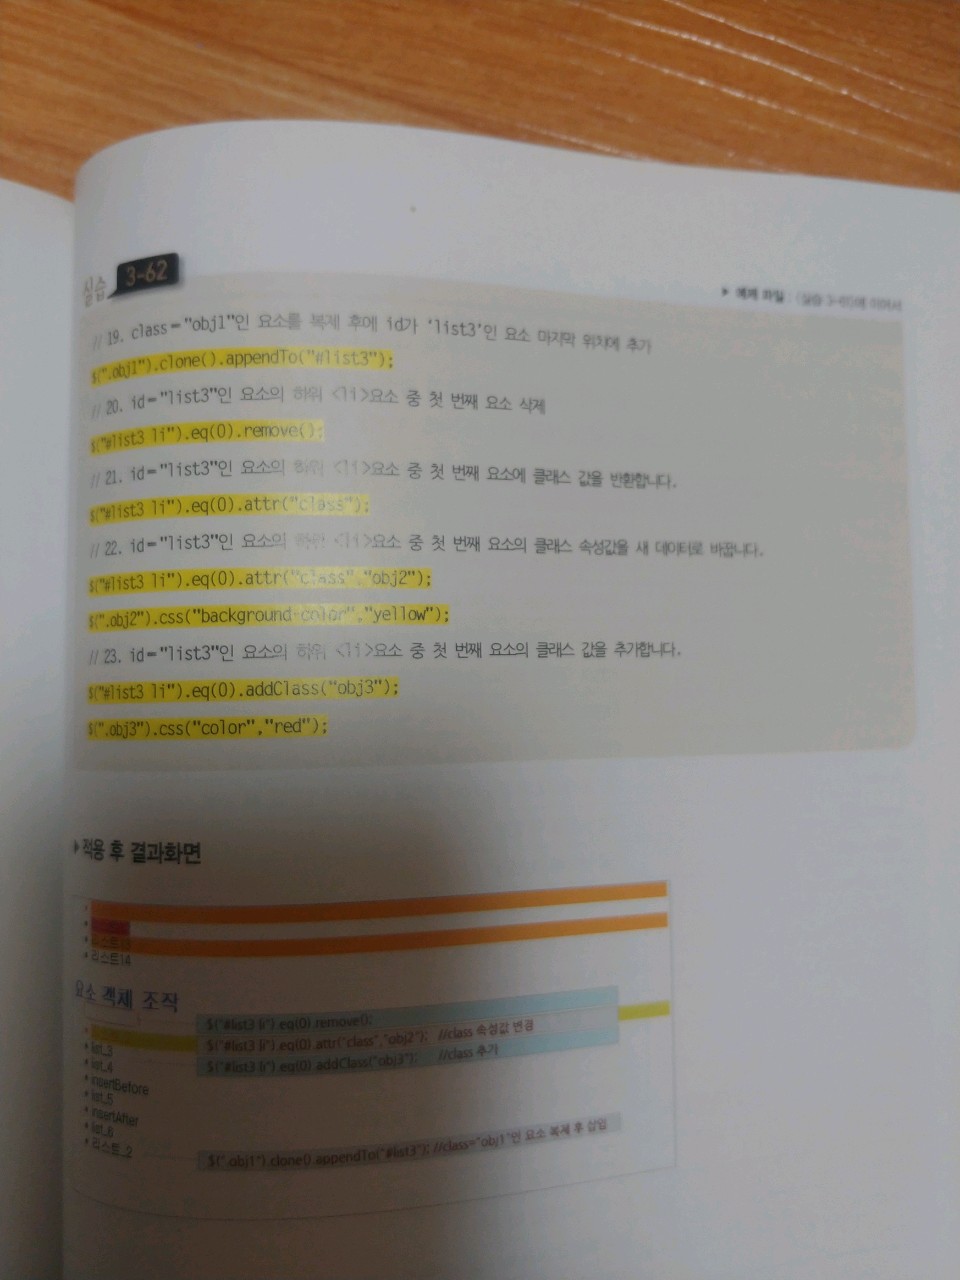 실습 3-62
▶ 예제 파일 : (실습 3-61)에 이어서
// 19. class="obj1"인 요소를 복제 후에 id가 'list3'인 요소 마지막 위치에 추가
$(".obj1").clone().appendTo("#list3");
// 20. id="list3"인 요소의 하위 <li>요소 중 첫 번째 요소 삭제
$("#list3 li").eq(0).remove();
// 21. id="list3"인 요소의 하위 <li>요소 중 첫 번째 요소에 클래스 값을 반환합니다.
$("#list3 li").eq(0).attr("class");
// 22. id="list3"인 요소의 하위 <li>요소 중 첫 번째 요소의 클래스 속성값을 새 데이터로 바꿉니다.
$("#list3 li").eq(0).attr("class","obj2");
$(".obj2").css("background-color","yellow");
// 23. id="list3"인 요소의 하위 <li>요소 중 첫 번째 요소의 클래스 값을 추가합니다.
$("#list3 li").eq(0).addClass("obj3");
$(".obj3").css("color","red");
▶적용 후 결과화면
리스트13
리스트14
요소 객체 조작
$("#list3 li").eq(0).remove();
$("#list3 li").eq(0).attr("class","obj2"); //class 속성값 변경
list_3
$("#list3 li").eq(0).addClass("obj3"); //class 추가
list_4
insertBefore
list_5
insertAfter
list_6
리스트_2
$(".obj1").clone().appendTo("#list3"); //class="obj1"인 요소 복제 후 삽입